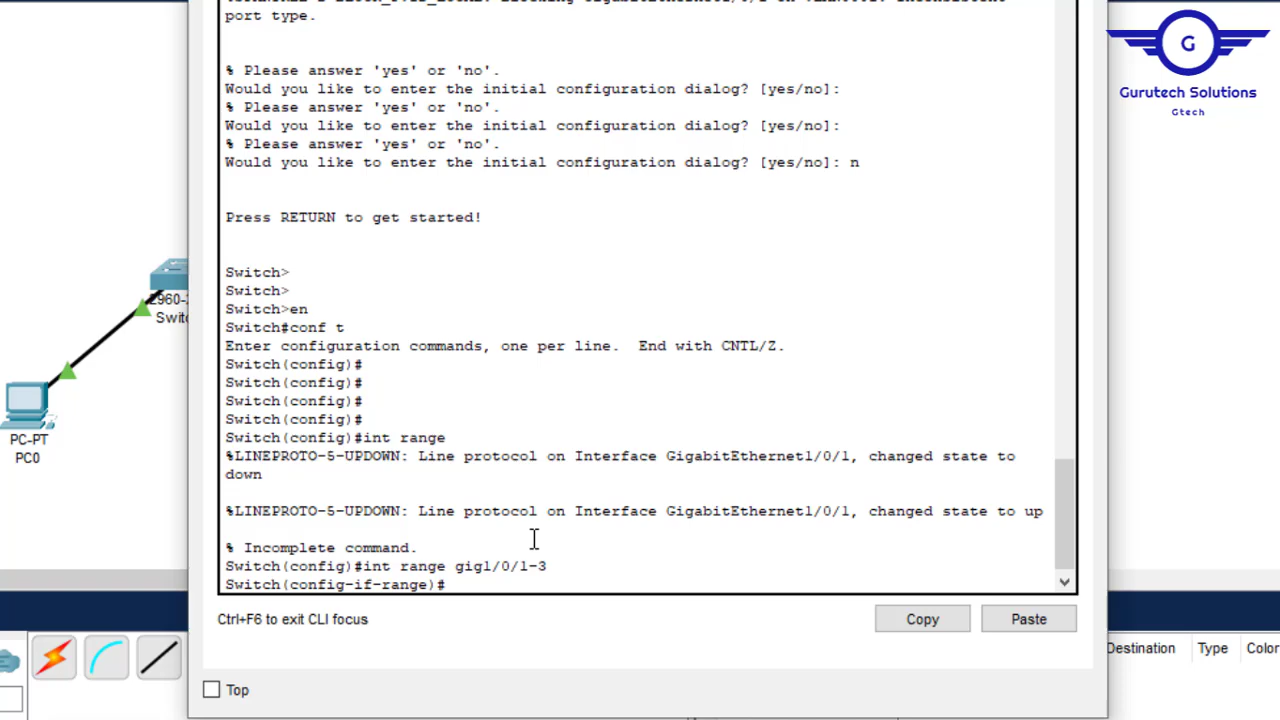 port type.
% Please answer 'yes' or 'no'.
Would you like to enter the initial configuration dialog? [yes/no]:
% Please answer 'yes' or 'no'.
Would you like to enter the initial configuration dialog? [yes/no]:
% Please answer 'yes' or 'no'.
Would you like to enter the initial configuration dialog? [yes/no]: n
Press RETURN to get started!
Switch>
Switch>
Switch>en
Switch#conf t
Enter configuration commands, one per line.  End with CNTL/Z.
Switch(config)#
Switch(config)#
Switch(config)#
Switch(config)#
Switch(config)#int range
%LINEPROTO-5-UPDOWN: Line protocol on Interface GigabitEthernet1/0/1, changed state to
down
%LINEPROTO-5-UPDOWN: Line protocol on Interface GigabitEthernet1/0/1, changed state to up
% Incomplete command.
Switch(config)#int range gig1/0/1-3
Switch(config-if-range)#
Ctrl+F6 to exit CLI focus
Copy
Paste
Top
PC-PT
PC0
G
Gurutech Solutions
Gtech
Destination
Type
Color